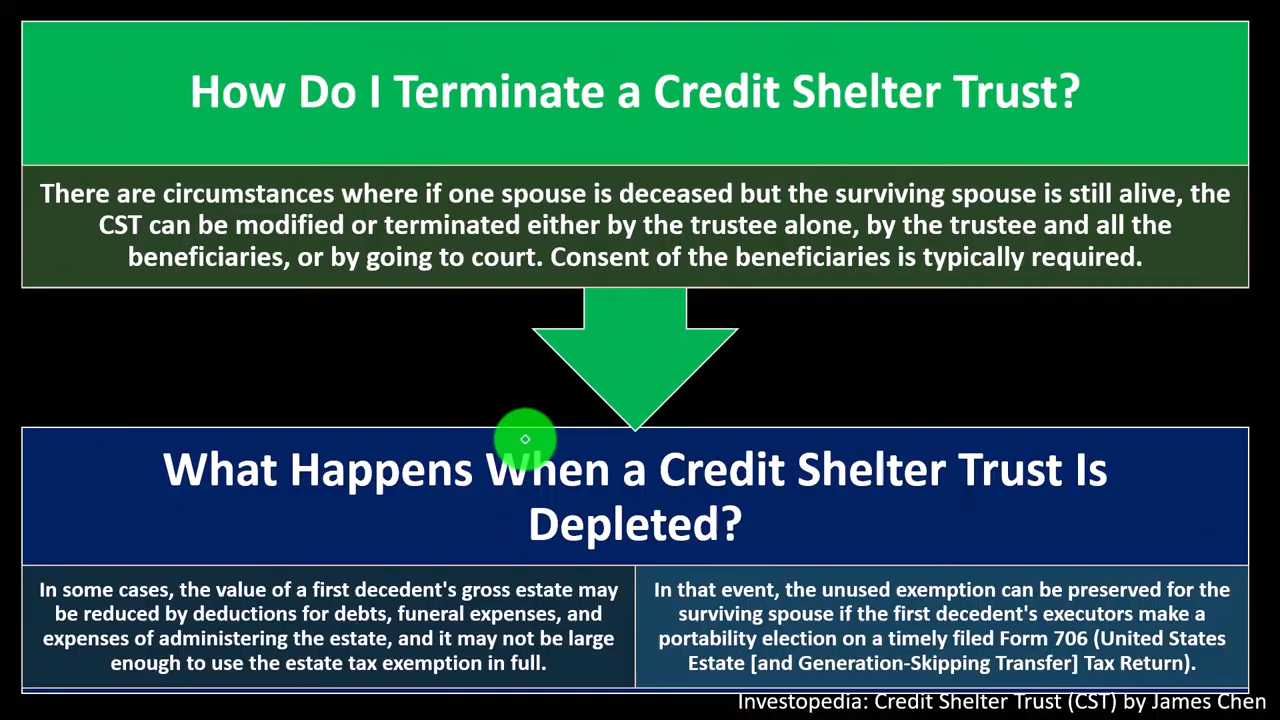 How Do I Terminate a Credit Shelter Trust?
There are circumstances where if one spouse is deceased but the surviving spouse is still alive, the
CST can be modified or terminated either by the trustee alone, by the trustee and all the
beneficiaries, or by going to court. Consent of the beneficiaries is typically required.
What Happens When a Credit Shelter Trust Is
Depleted?
In some cases, the value of a first decedent's gross estate may
be reduced by deductions for debts, funeral expenses, and
expenses of administering the estate, and it may not be large
enough to use the estate tax exemption in full.
In that event, the unused exemption can be preserved for the
surviving spouse if the first decedent's executors make a
portability election on a timely filed Form 706 (United States
Estate [and Generation-Skipping Transfer] Tax Return).
Investopedia: Credit Shelter Trust (CST) by James Chen